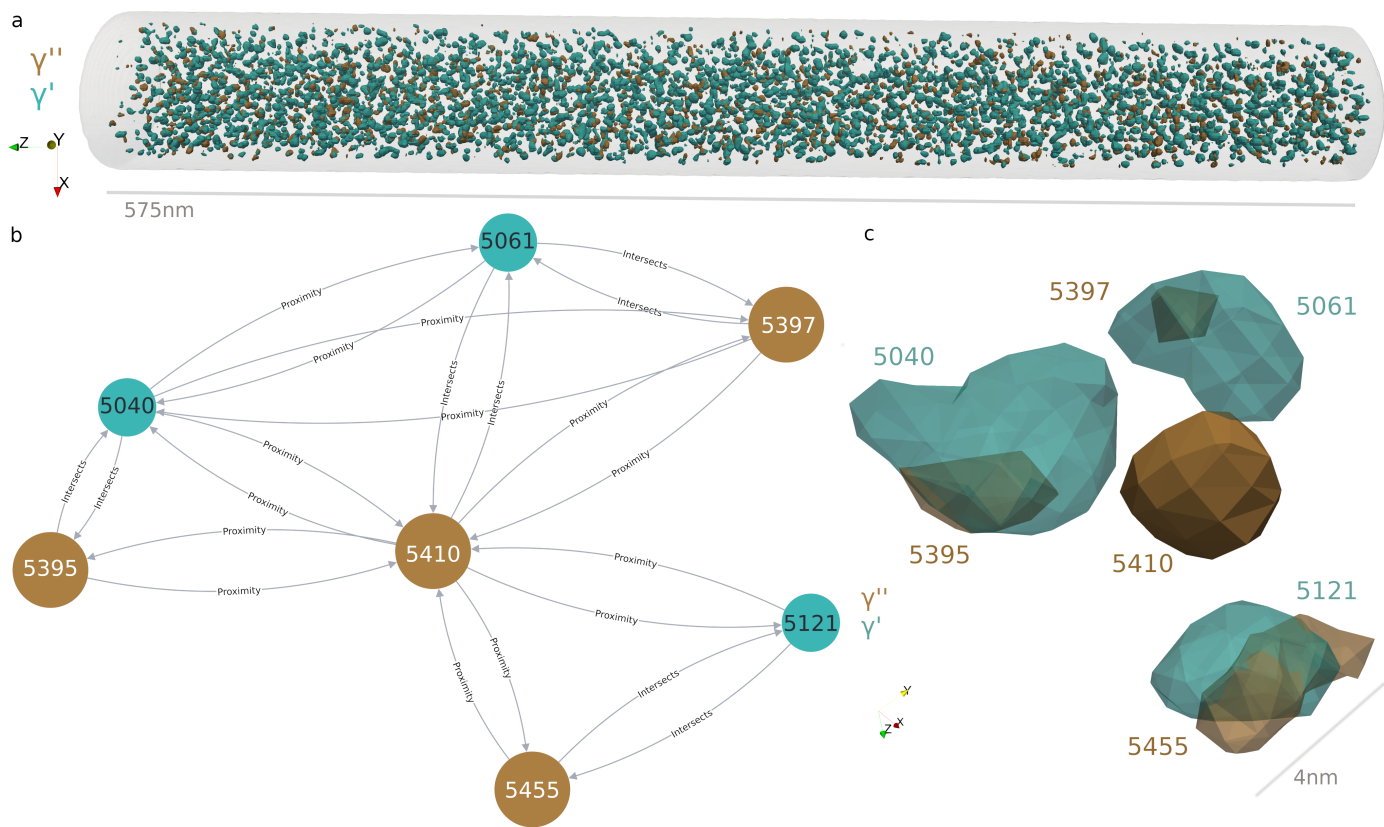 a
γ''
γ'
Z
Y
X
575nm
b
5061
5397
5040
5395
5410
5121
5455
Proximity
Intersects
Intersects
Proximity
Proximity
Intersects
Intersects
Proximity
Proximity
Proximity
Proximity
Intersects
Intersects
Proximity
Proximity
Proximity
Proximity
Proximity
Proximity
Proximity
Intersects
Intersects
γ''
γ'
Y
X
Z
c
5397
5061
5040
5395
5410
5121
5455
4nm